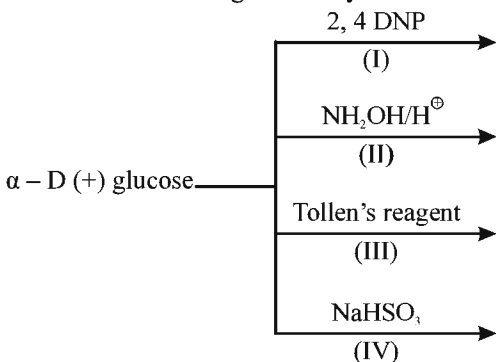 2, 4 DNP
(I)
NH₂OH/H⊕
(II)
α – D (+) glucose
Tollen's reagent
(III)
NaHSO₃
(IV)